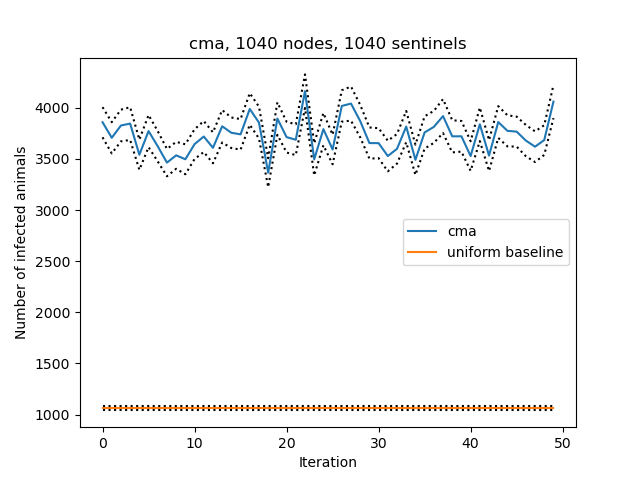 cma, 1040 nodes, 1040 sentinels
Number of infected animals
4000
3500
3000
2500
2000
1500
1000
cma
uniform baseline
0
10
20
30
40
50
Iteration